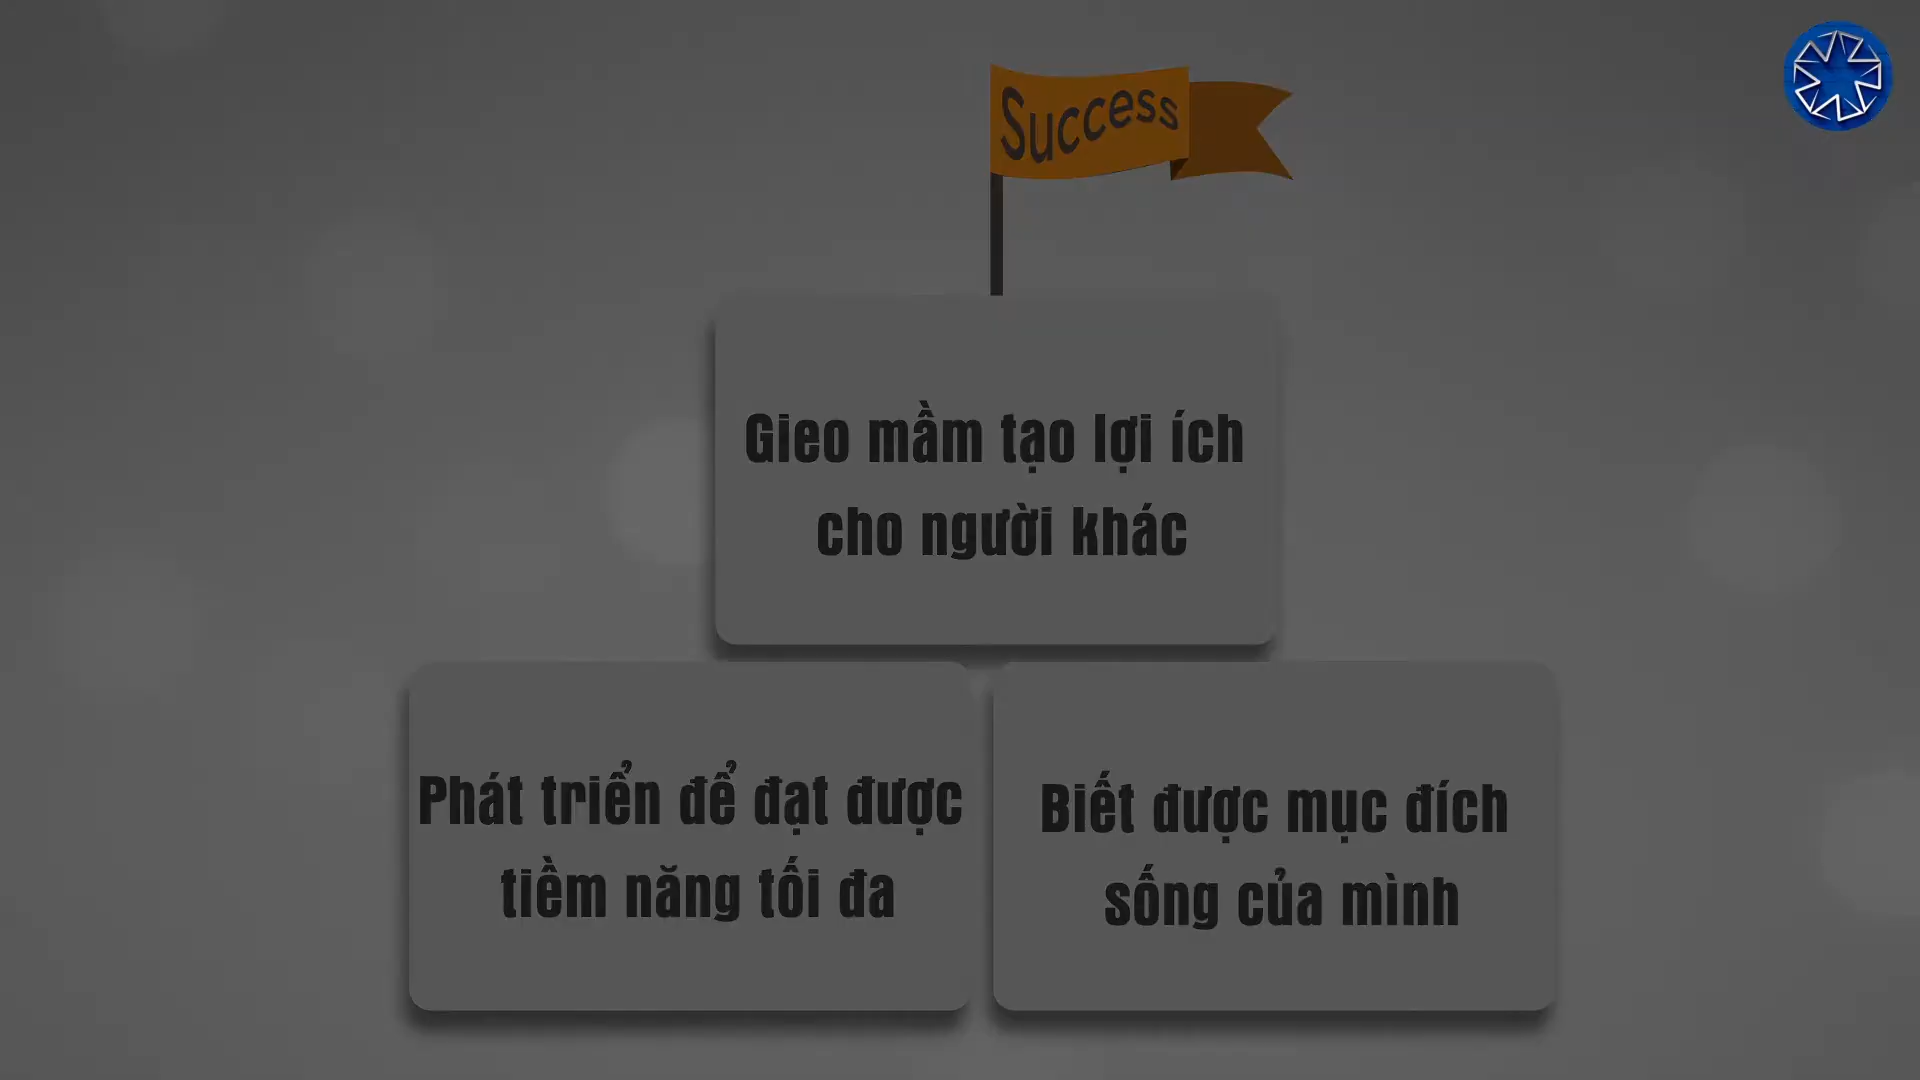 Success
Gieo mầm tạo lợi ích
cho người khác
Phát triển để đạt được
tiềm năng tối đa
Biết được mục đích
sống của mình